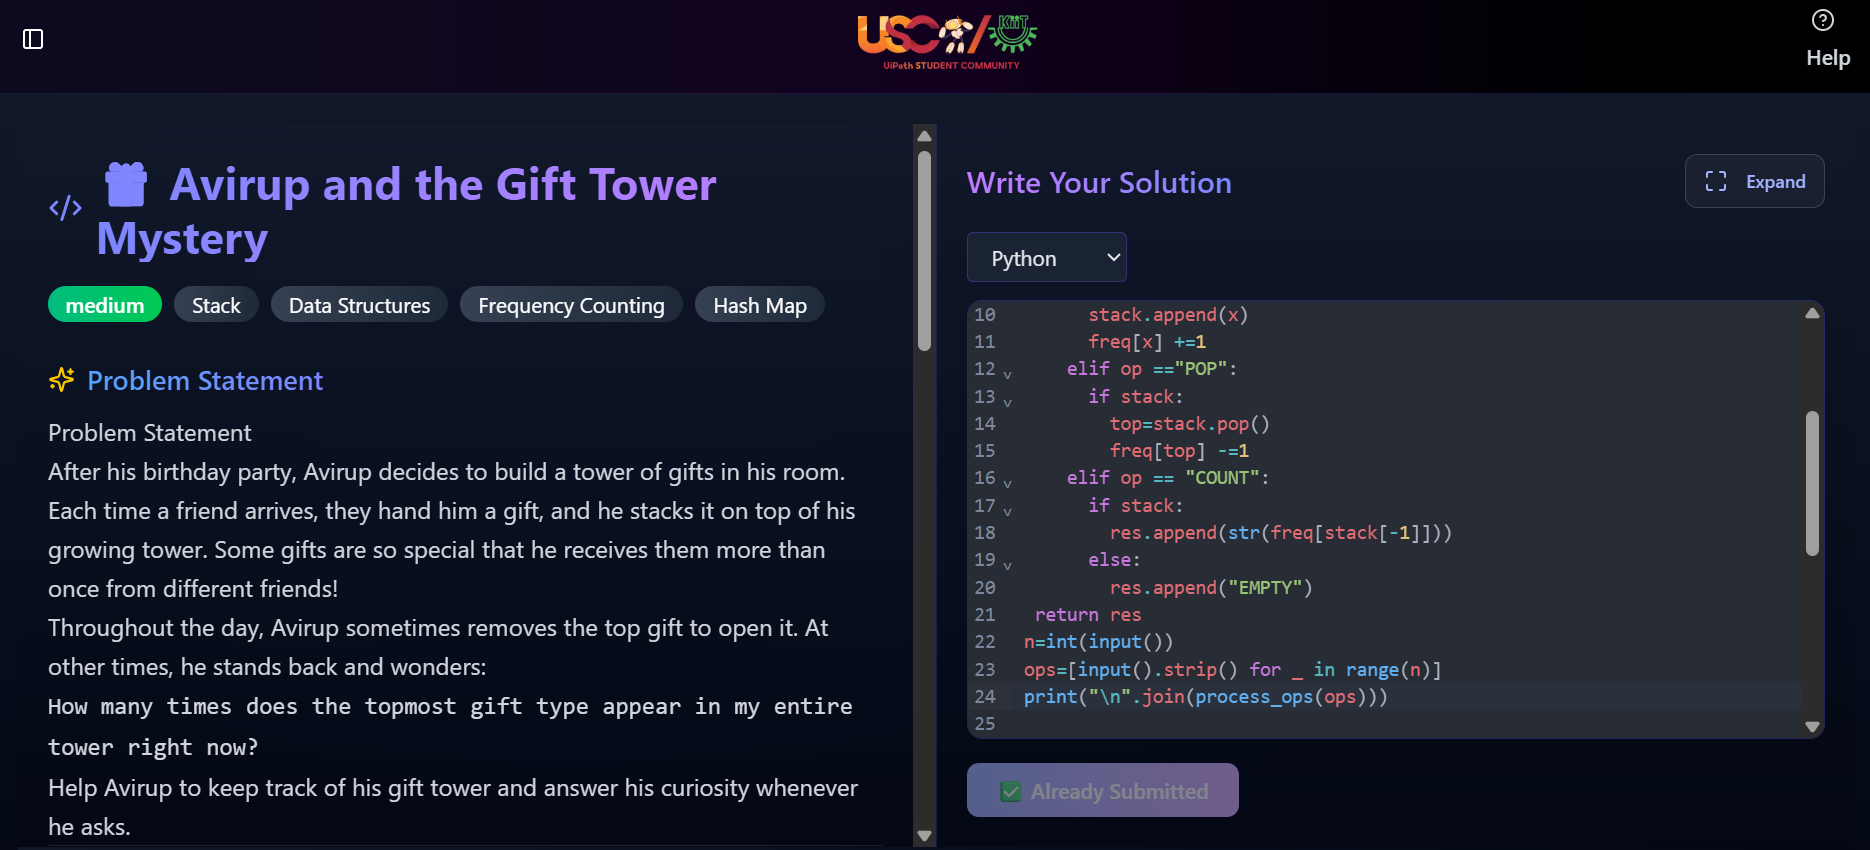 USC/KiiT
UiPath STUDENT COMMUNITY
Help
</> Avirup and the Gift Tower
Mystery
medium
Stack
Data Structures
Frequency Counting
Hash Map
Problem Statement
Problem Statement
After his birthday party, Avirup decides to build a tower of gifts in his room.
Each time a friend arrives, they hand him a gift, and he stacks it on top of his
growing tower. Some gifts are so special that he receives them more than
once from different friends!
Throughout the day, Avirup sometimes removes the top gift to open it. At
other times, he stands back and wonders:
How many times does the topmost gift type appear in my entire
tower right now?
Help Avirup to keep track of his gift tower and answer his curiosity whenever
he asks.
Write Your Solution
Expand
Python
10 stack.append(x)
11 freq[x] +=1
12 elif op =="POP":
13 if stack:
14 top=stack.pop()
15 freq[top] -=1
16 elif op == "COUNT":
17 if stack:
18 res.append(str(freq[stack[-1]]))
19 else:
20 res.append("EMPTY")
21 return res
22 n=int(input())
23 ops=[input().strip() for _ in range(n)]
24 print("\n".join(process_ops(ops)))
25
✅ Already Submitted